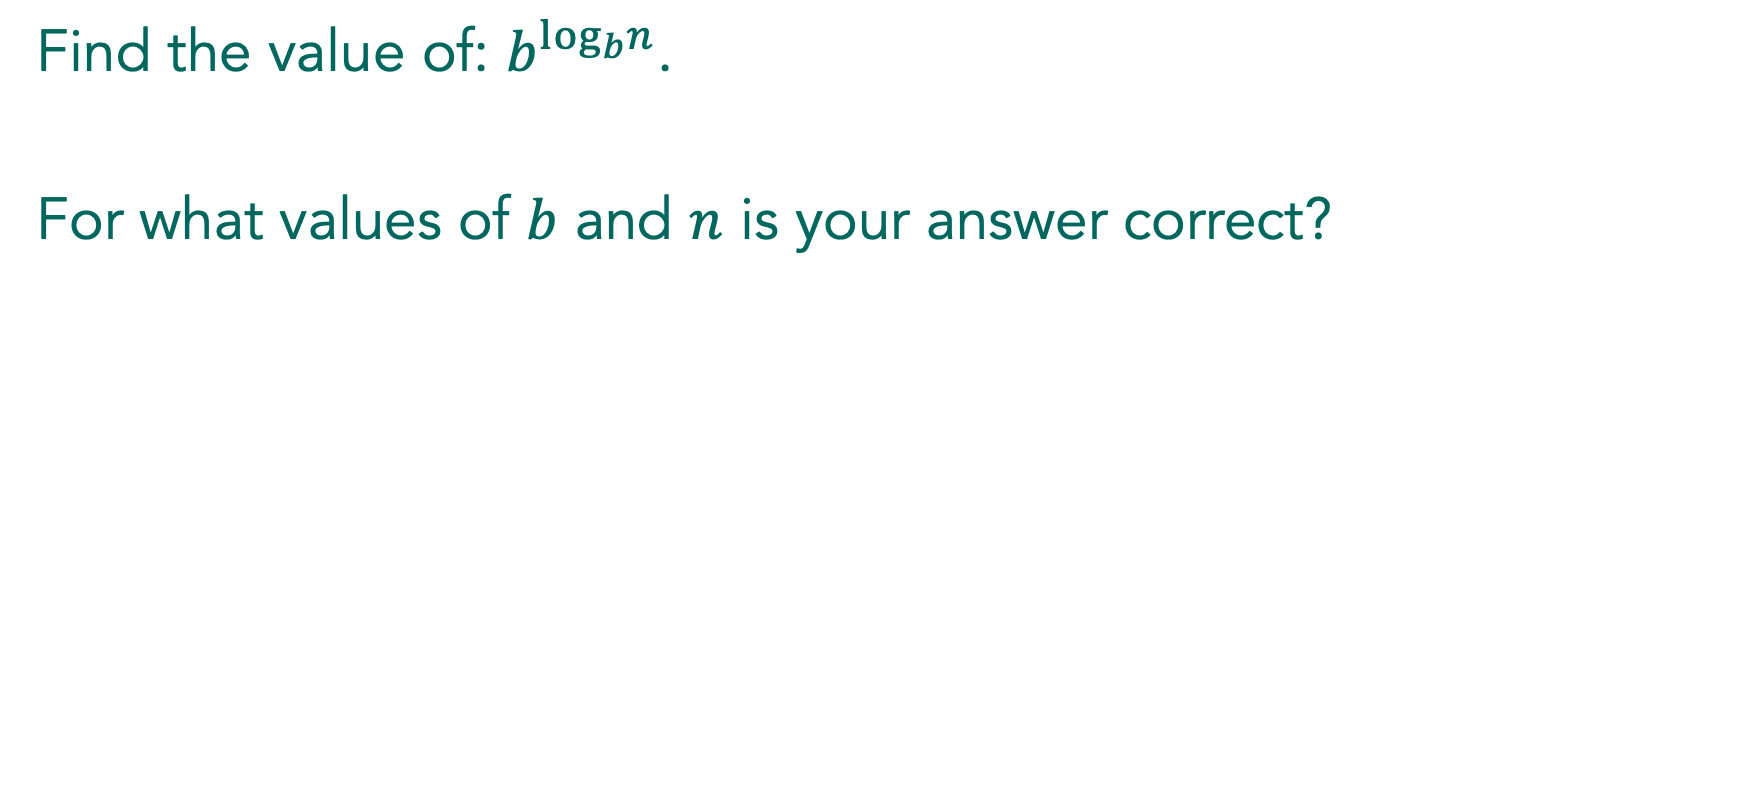 Find the value of: $b^{\log_b n}$.
For what values of $b$ and $n$ is your answer correct?